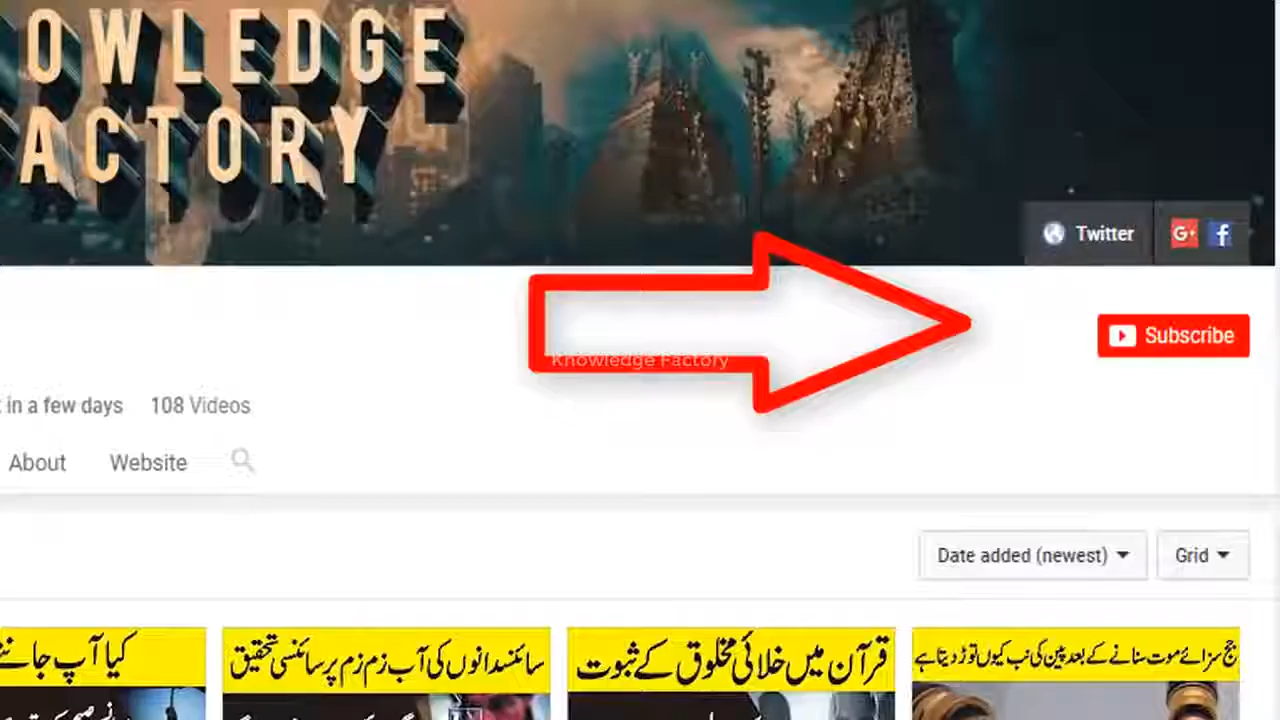 OWLEDGE
ACTORY
Twitter
G+ f
Subscribe
Knowledge Factory
in a few days 108 Videos
About Website
Date added (newest) Grid
کیا آپ جانتے
سائنسدانوں کی آب زم زم پر سائنسی تحقیق
قرآن میں خلائی مخلوق کے ثبوت
جج سزائے موت سنانے کے بعد پین کی نب کیوں توڑ دیتا ہے